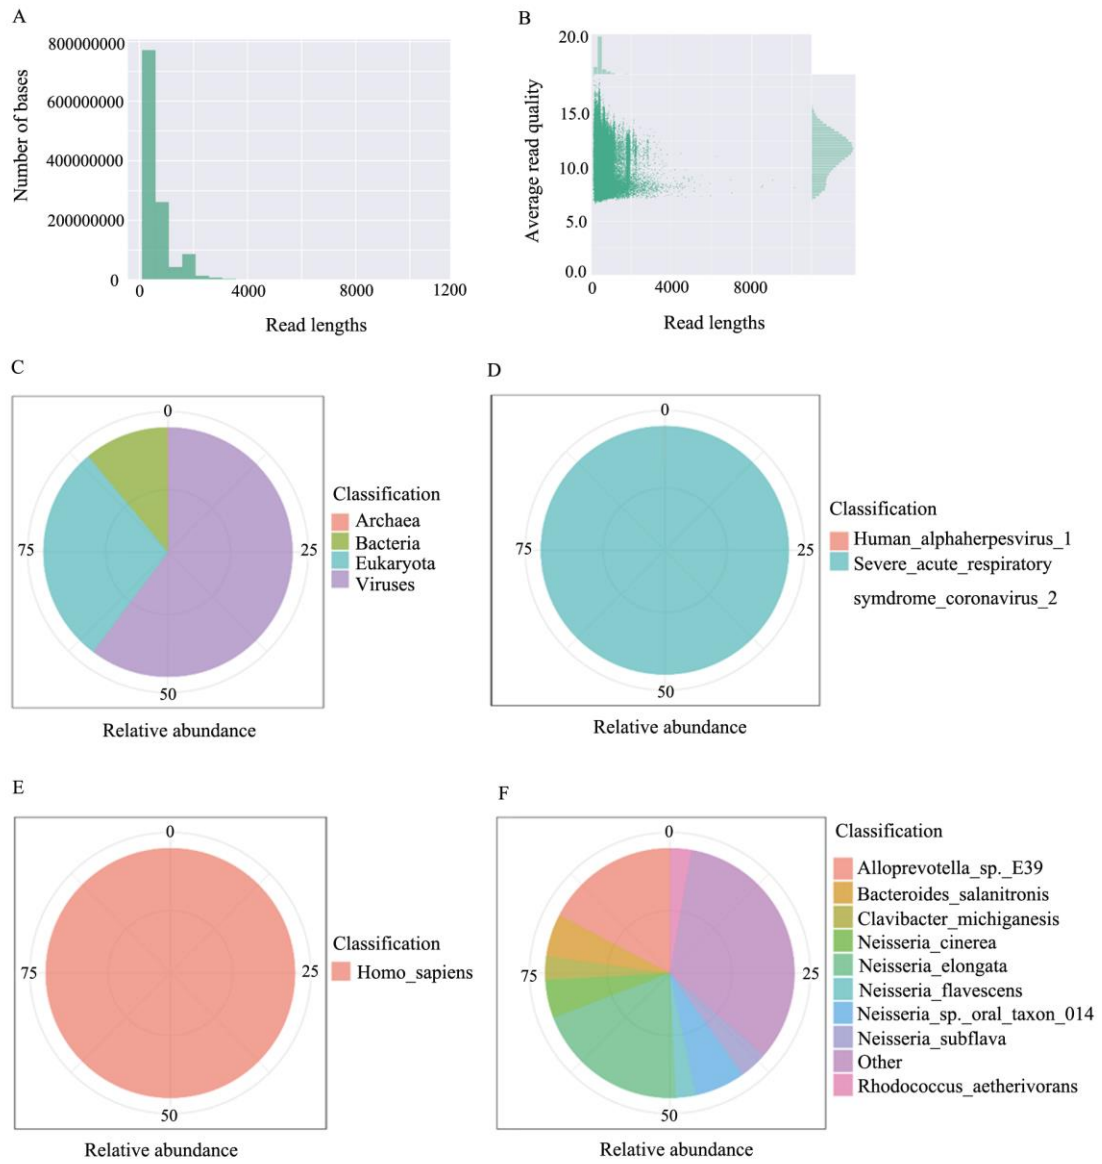 A
800000000
600000000
400000000
200000000
0
Number of bases
0 4000 8000 1200
Read lengths
B
20.0
15.0
10.0
5.0
0.0
Average read quality
0 4000 8000
Read lengths
C
0
25
50
75
Relative abundance
Classification
Archaea
Bacteria
Eukaryota
Viruses
D
0
25
50
75
Relative abundance
Classification
Human_alphaherpesvirus_1
Severe_acute_respiratory
symdrome_coronavirus_2
E
0
25
50
75
Relative abundance
Classification
Homo_sapiens
F
0
25
50
75
Relative abundance
Classification
Alloprevotella_sp._E39
Bacteroides_salanitronis
Clavibacter_michiganesis
Neisseria_cinerea
Neisseria_elongata
Neisseria_flavescens
Neisseria_sp._oral_taxon_014
Neisseria_subflava
Other
Rhodococcus_aetherivorans